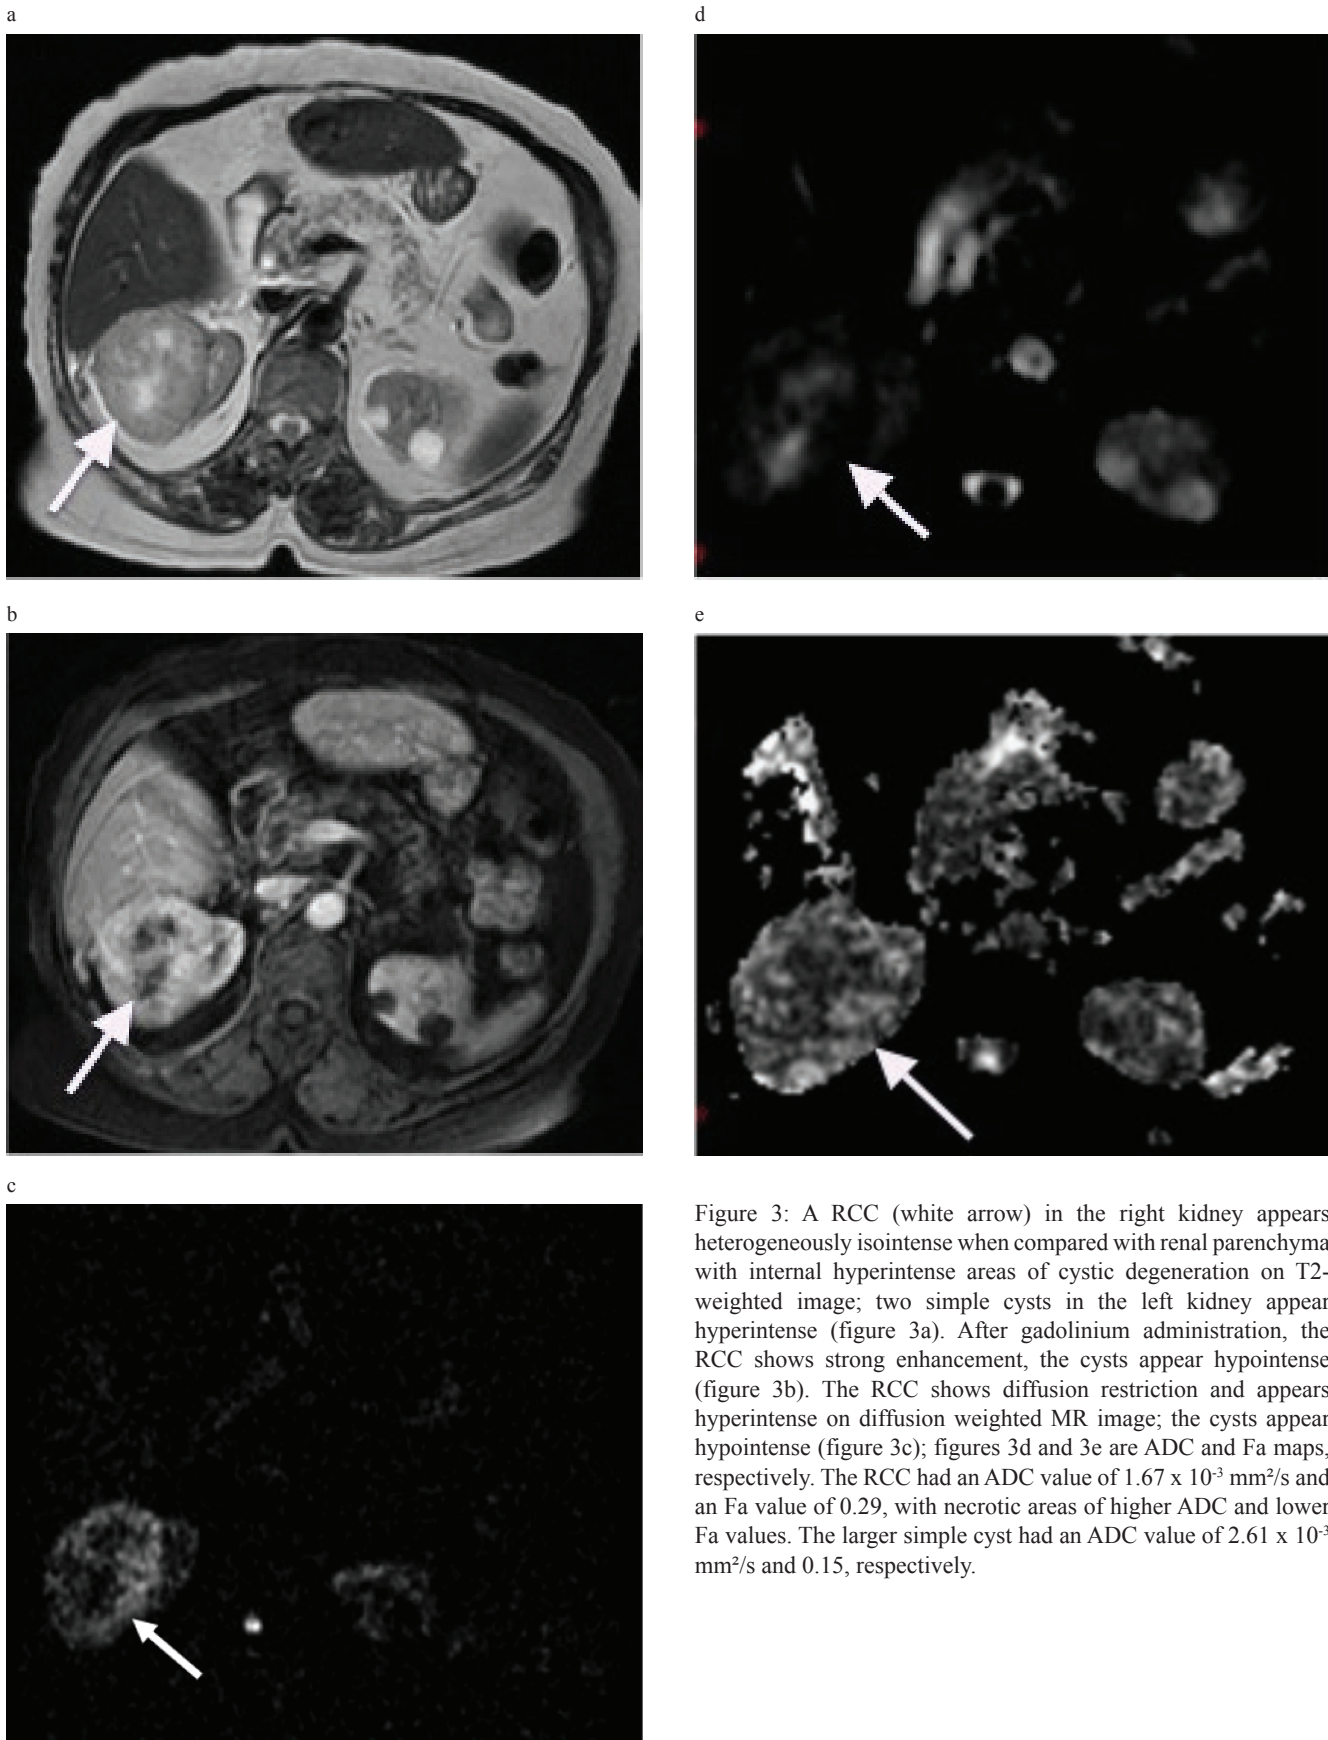 a
d
b
e
c
Figure 3: A RCC (white arrow) in the right kidney appears
heterogeneously isointense when compared with renal parenchyma
with internal hyperintense areas of cystic degeneration on T2-
weighted image; two simple cysts in the left kidney appear
hyperintense (figure 3a). After gadolinium administration, the
RCC shows strong enhancement, the cysts appear hypointense
(figure 3b). The RCC shows diffusion restriction and appears
hyperintense on diffusion weighted MR image; the cysts appear
hypointense (figure 3c); figures 3d and 3e are ADC and Fa maps,
respectively. The RCC had an ADC value of 1.67 x 10⁻³ mm²/s and
an Fa value of 0.29, with necrotic areas of higher ADC and lower
Fa values. The larger simple cyst had an ADC value of 2.61 x 10⁻³
mm²/s and 0.15, respectively.